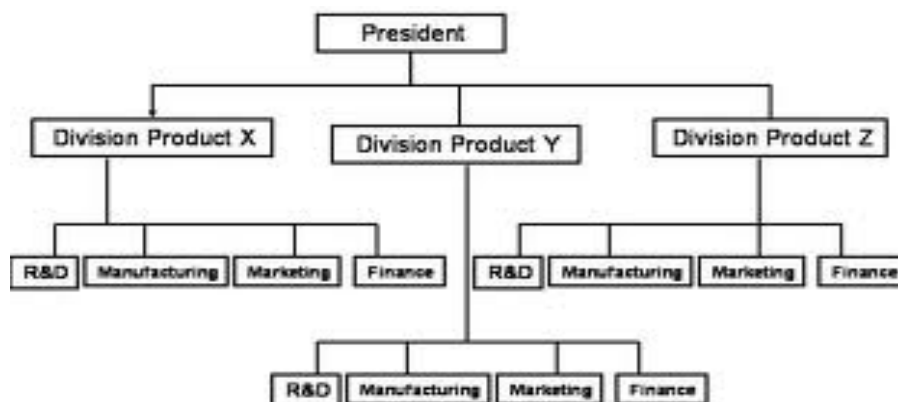 President
Division Product X
Division Product Y
Division Product Z
R&D
Manufacturing
Marketing
Finance
R&D
Manufacturing
Marketing
Finance
R&D
Manufacturing
Marketing
Finance